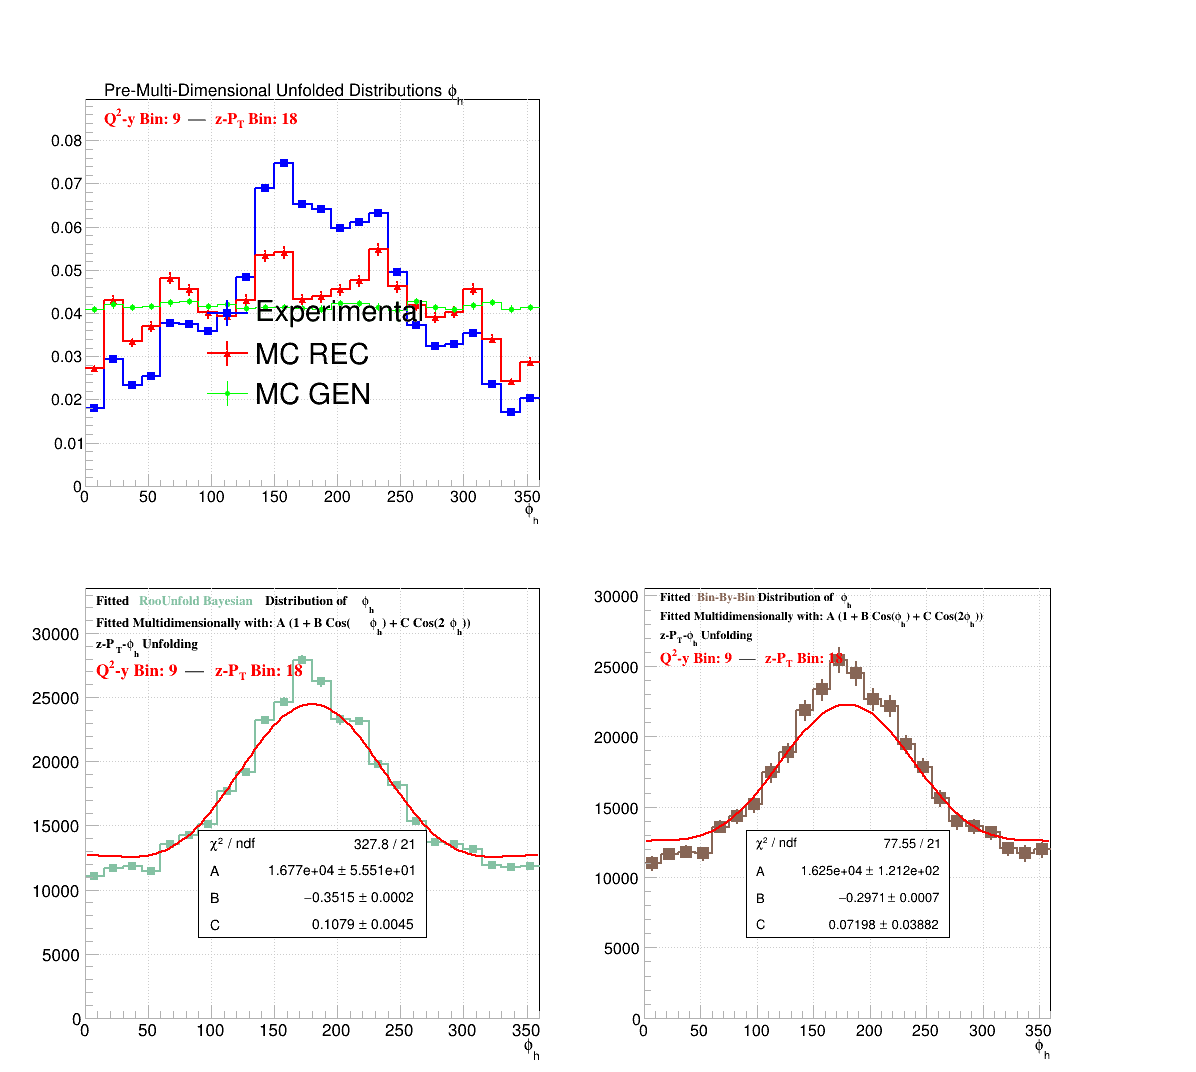 Pre-Multi-Dimensional Unfolded Distributions ϕh
Q²-y Bin: 9 — z-PT Bin: 18
0.08
0.07
0.06
0.05
0.04
0.03
0.02
0.01
0
Experimental
MC REC
MC GEN
0 50 100 150 200 250 300 350
ϕh
Fitted RooUnfold Bayesian Distribution of ϕh
Fitted Multidimensionally with: A (1 + B Cos( ϕh) + C Cos(2 ϕh))
z-PT-ϕh Unfolding
Q²-y Bin: 9 — z-PT Bin: 18
30000
25000
20000
15000
10000
5000
0
χ² / ndf 327.8 / 21
A 1.677e+04 ± 5.551e+01
B −0.3515 ± 0.0002
C 0.1079 ± 0.0045
0 50 100 150 200 250 300 350
ϕh
Fitted Bin-By-Bin Distribution of ϕh
Fitted Multidimensionally with: A (1 + B Cos(ϕh) + C Cos(2ϕh))
z-PT-ϕh Unfolding
Q²-y Bin: 9 — z-PT Bin: 18
30000
25000
20000
15000
10000
5000
0
χ² / ndf 77.55 / 21
A 1.625e+04 ± 1.212e+02
B −0.2971 ± 0.0007
C 0.07198 ± 0.03882
0 50 100 150 200 250 300 350
ϕh